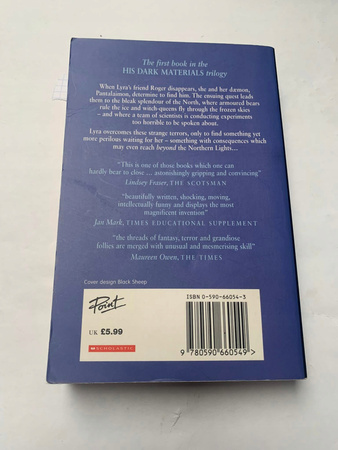 The first book in the
HIS DARK MATERIALS trilogy
When Lyra's friend Roger disappears, she and her dæmon,
Pantalaimon, determine to find him. The ensuing quest leads
them to the bleak splendour of the North, where armoured bears
rule the ice and witch-queens fly through the frozen skies
– and where a team of scientists is conducting experiments
too horrible to be spoken about.
Lyra overcomes these strange terrors, only to find something yet
more perilous waiting for her – something with consequences which
may even reach beyond the Northern Lights...
"This is one of those books which one can
hardly bear to close ... astonishingly gripping and convincing"
Lindsey Fraser, THE SCOTSMAN
"beautifully written, shocking, moving,
intellectually funny and displays the most
magnificent invention"
Jan Mark, TIMES EDUCATIONAL SUPPLEMENT
"the threads of fantasy, terror and grandiose
follies are merged with unusual and mesmerising skill"
Maureen Owen, THE TIMES
Cover design Black Sheep
Point
UK £5.99
SCHOLASTIC
ISBN 0-590-66054-3
9 780590 660549>